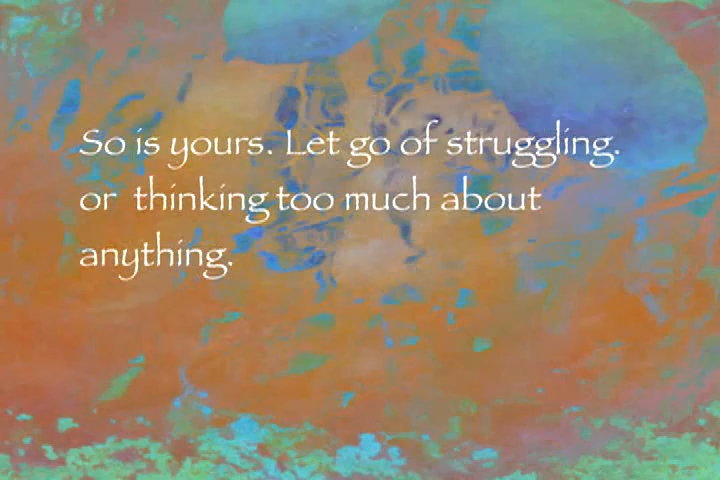 So is yours. Let go of struggling.
or thinking too much about
anything.